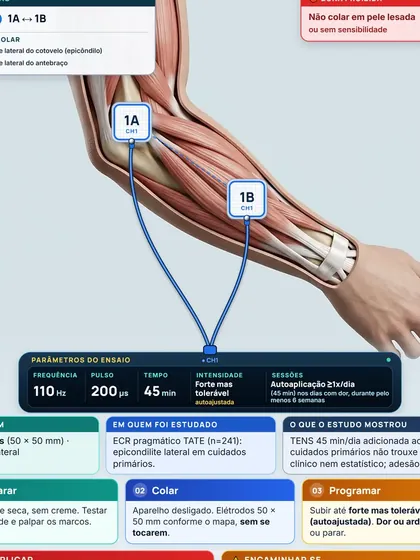 1A ↔ 1B
OLAR
e lateral do cotovelo (epicôndilo)
e lateral do antebraço
Não colar em pele lesada
ou sem sensibilidade
1A
CH1
1B
CH1
CH1
PARÂMETROS DO ENSAIO
FREQUÊNCIA
110 Hz
PULSO
200 µs
TEMPO
45 min
INTENSIDADE
Forte mas
tolerável
autoajustada
SESSÕES
Autoaplicação ≥1x/dia
(45 min) nos dias com dor, durante pelo
menos 6 semanas
M
s (50 × 50 mm) ·
ateral
EM QUEM FOI ESTUDADO
ECR pragmático TATE (n=241):
epicondilite lateral em cuidados
primários.
O QUE O ESTUDO MOSTROU
TENS 45 min/dia adicionada ao
cuidados primários não trouxe
clínico nem estatístico; adesão
arar
e seca, sem creme. Testar
de e palpar os marcos.
02 Colar
Aparelho desligado. Elétrodos 50 ×
50 mm conforme o mapa, sem se
tocarem.
03 Programar
Subir até forte mas tolerá
(autoajustada). Dor ou ard
ou parar.
PLICAR
ENCAMINHAR SE